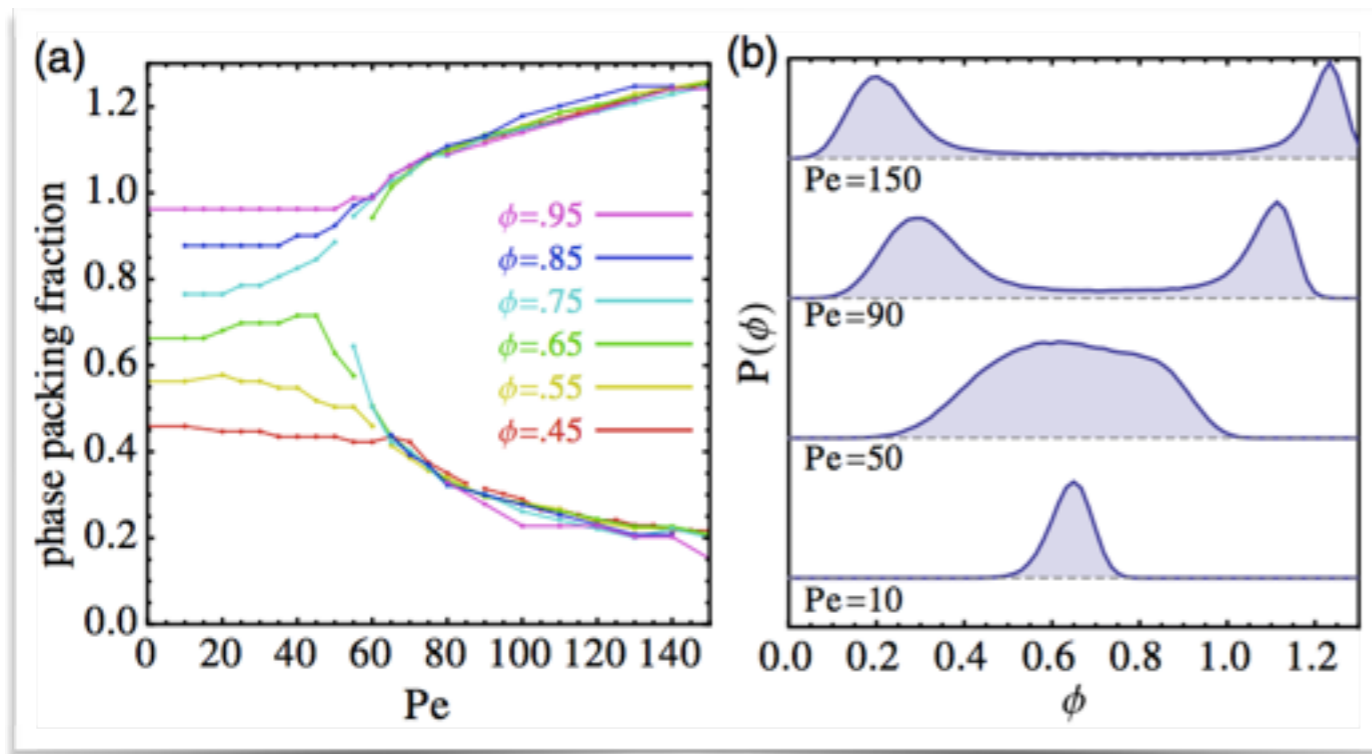 (a)
phase packing fraction
1.2
1.0
0.8
0.6
0.4
0.2
0.0
0 20 40 60 80 100 120 140
Pe
ϕ=.95
ϕ=.85
ϕ=.75
ϕ=.65
ϕ=.55
ϕ=.45
(b)
P(ϕ)
Pe=150
Pe=90
Pe=50
Pe=10
0.0 0.2 0.4 0.6 0.8 1.0 1.2
ϕ